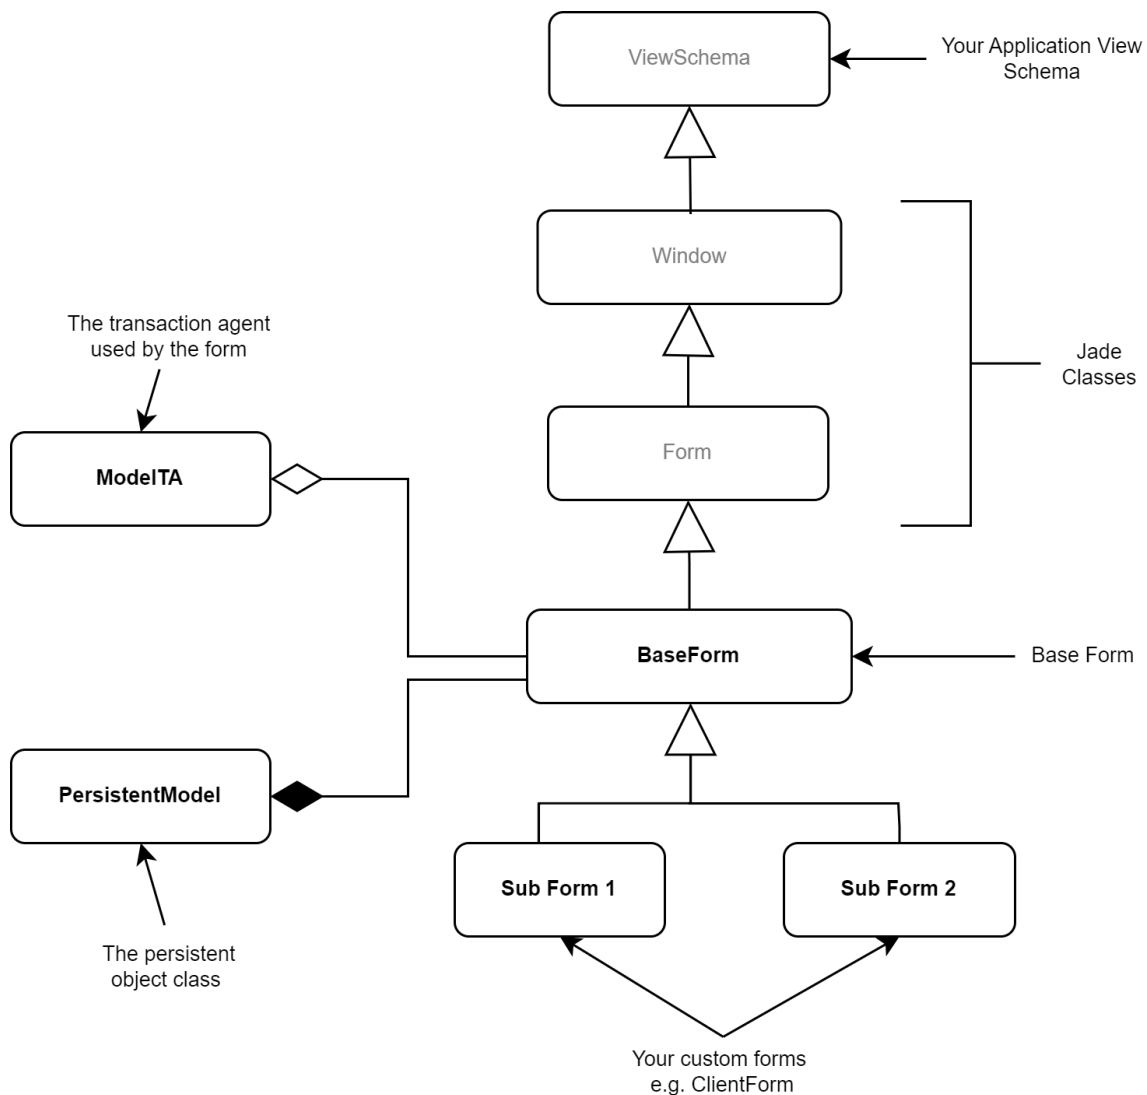 ViewSchema
Your Application View
Schema
Window
Jade
Classes
The transaction agent
used by the form
Form
ModelTA
BaseForm
Base Form
PersistentModel
Sub Form 1
Sub Form 2
The persistent
object class
Your custom forms
e.g. ClientForm